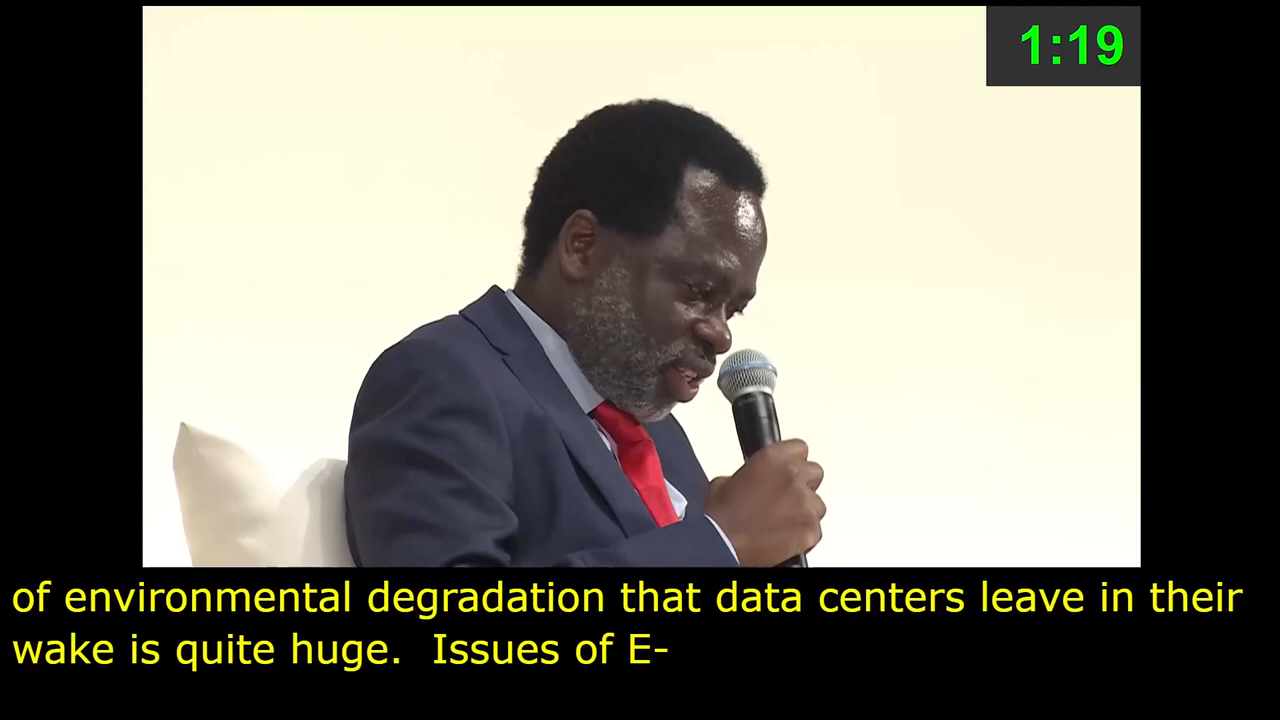 1:19
of environmental degradation that data centers leave in their
wake is quite huge.  Issues of E-